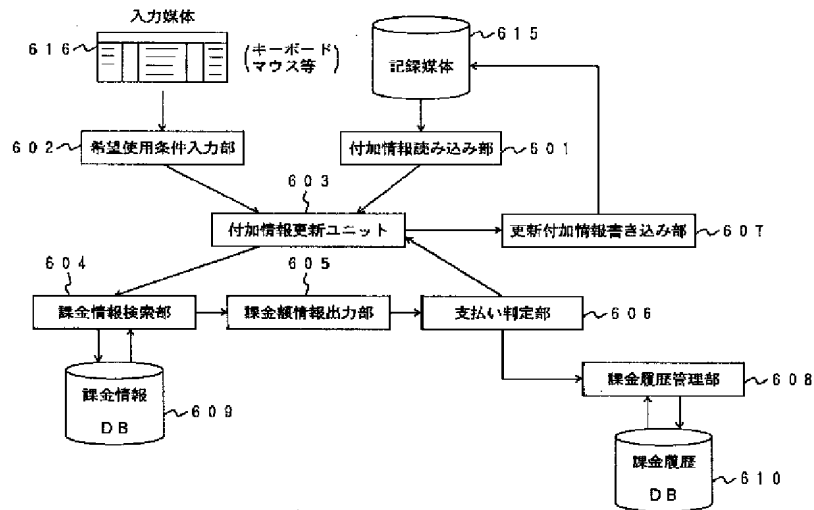 入力媒体
616
(キーボード
マウス等)
615
記録媒体
602
希望使用条件入力部
付加情報読み込み部
601
603
付加情報更新ユニット
更新付加情報書き込み部
607
604
課金情報検索部
605
課金額情報出力部
支払い判定部
606
課金履歴管理部
608
課金情報
DB
609
課金履歴
DB
610